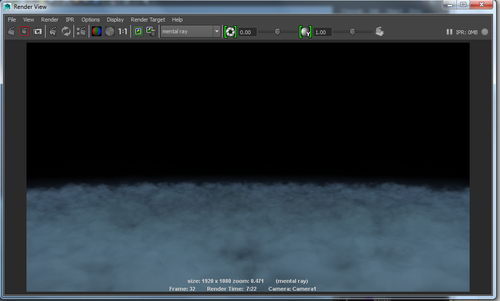 Render View
File View Render IPR Options Display Render Target Help
1:1 mental ray 0.00 1.00 IPR: 0MB
size: 1920 x 1080 zoom: 0.471 (mental ray)
Frame: 32 Render Time: 7:22 Camera: Camera1